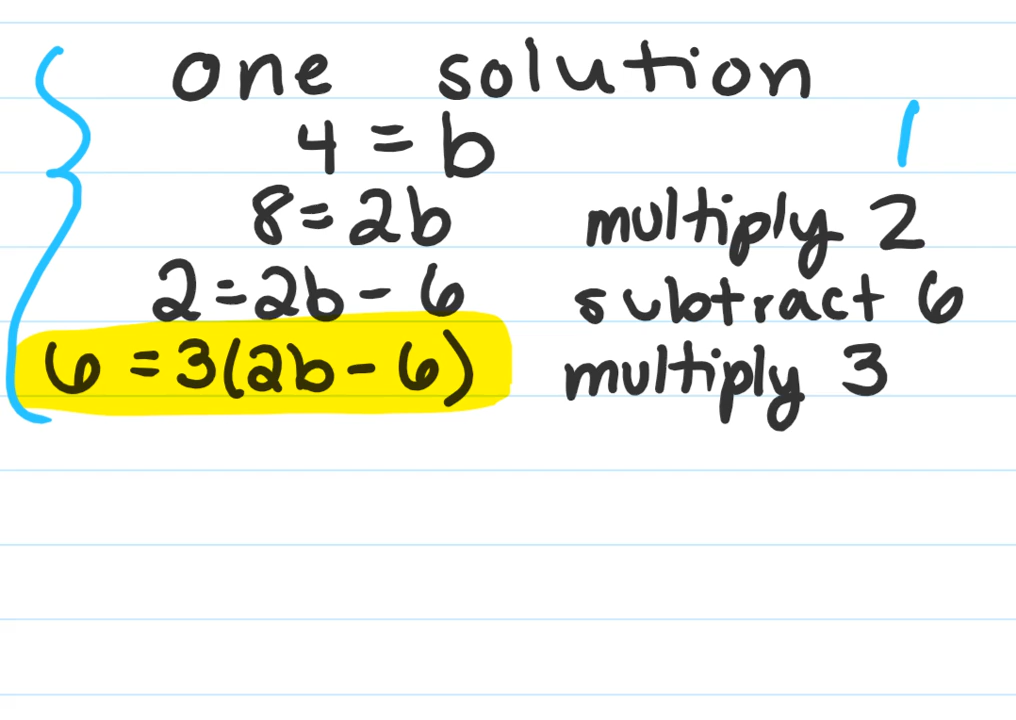 one solution
4 = b
8 = 2b multiply 2
2 = 2b - 6 subtract 6
6 = 3(2b - 6) multiply 3